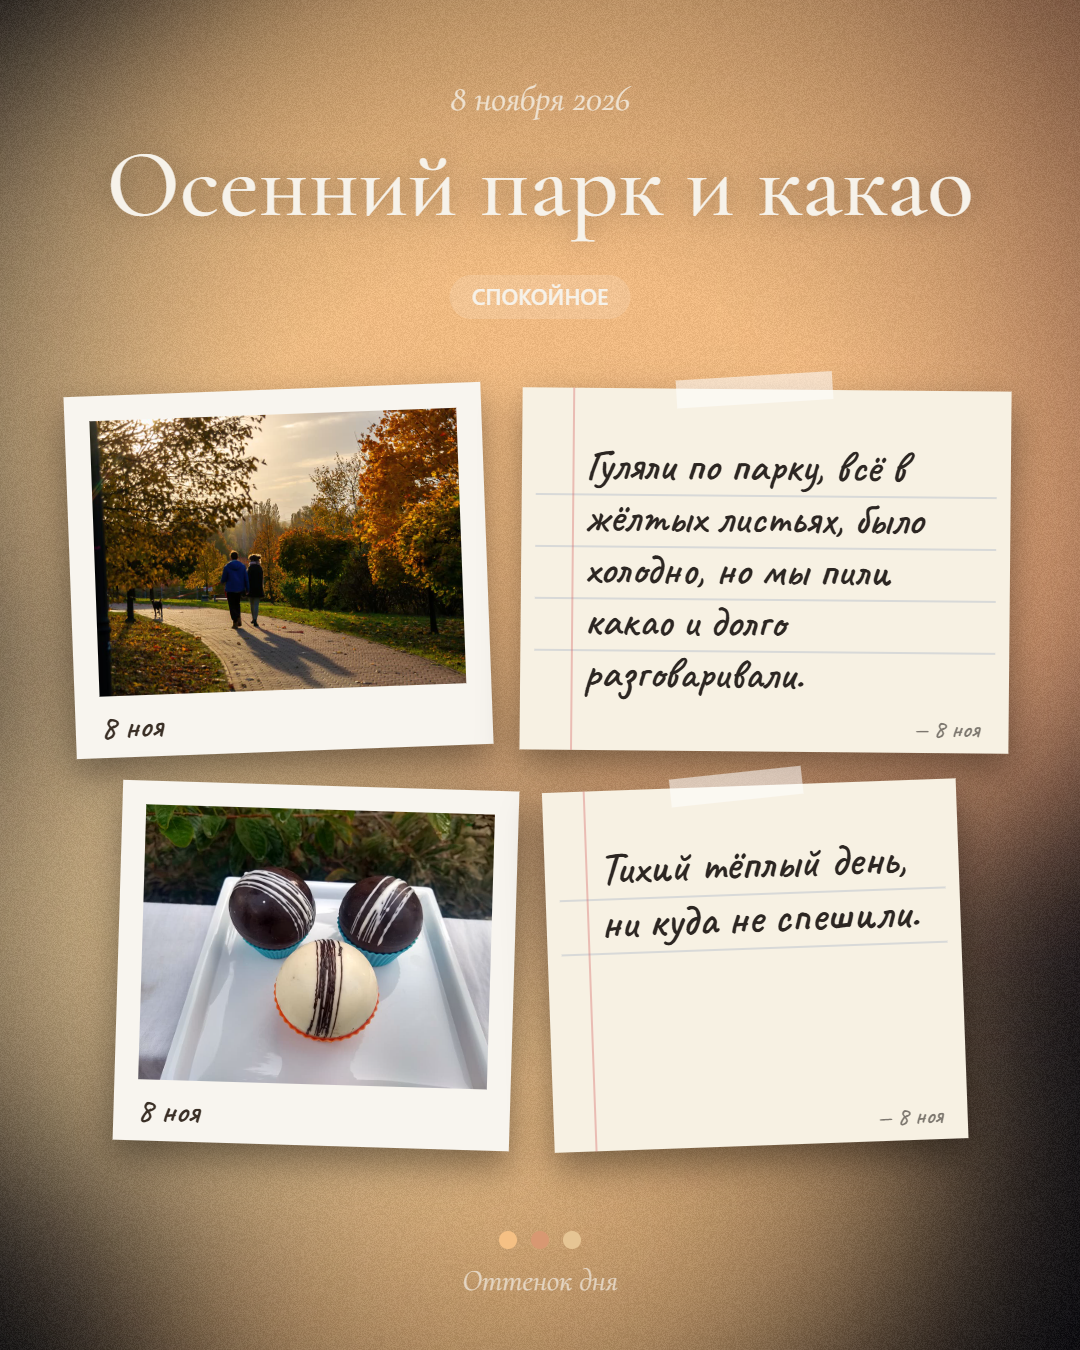 8 ноября 2026
Осенний парк и какао
СПОКОЙНОЕ
Гуляли по парку, всё в
жёлтых листьях, было
холодно, но мы пили
какао и долго
разговаривали.
— 8 ноя
8 ноя
Тихий тёплый день,
ни куда не спешили.
— 8 ноя
8 ноя
Оттенок дня